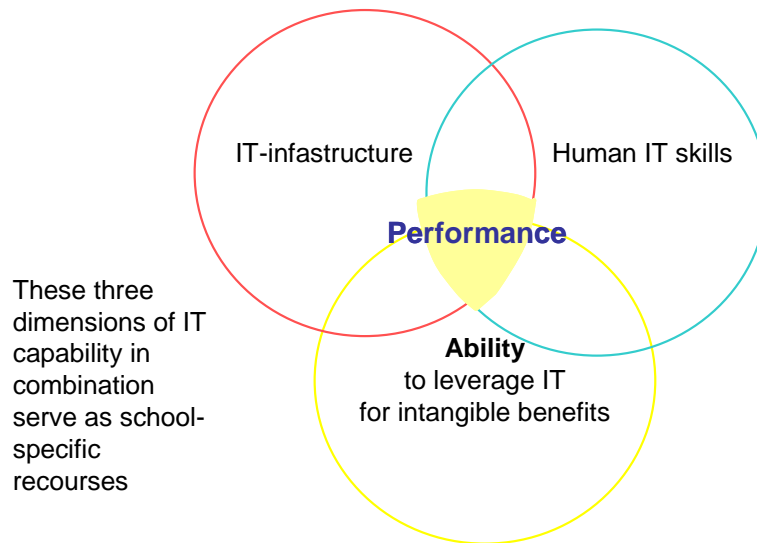 IT-infastructure
Human IT skills
Performance
These three
dimensions of IT
capability in
combination
serve as school-
specific
recourses
Ability
to leverage IT
for intangible benefits